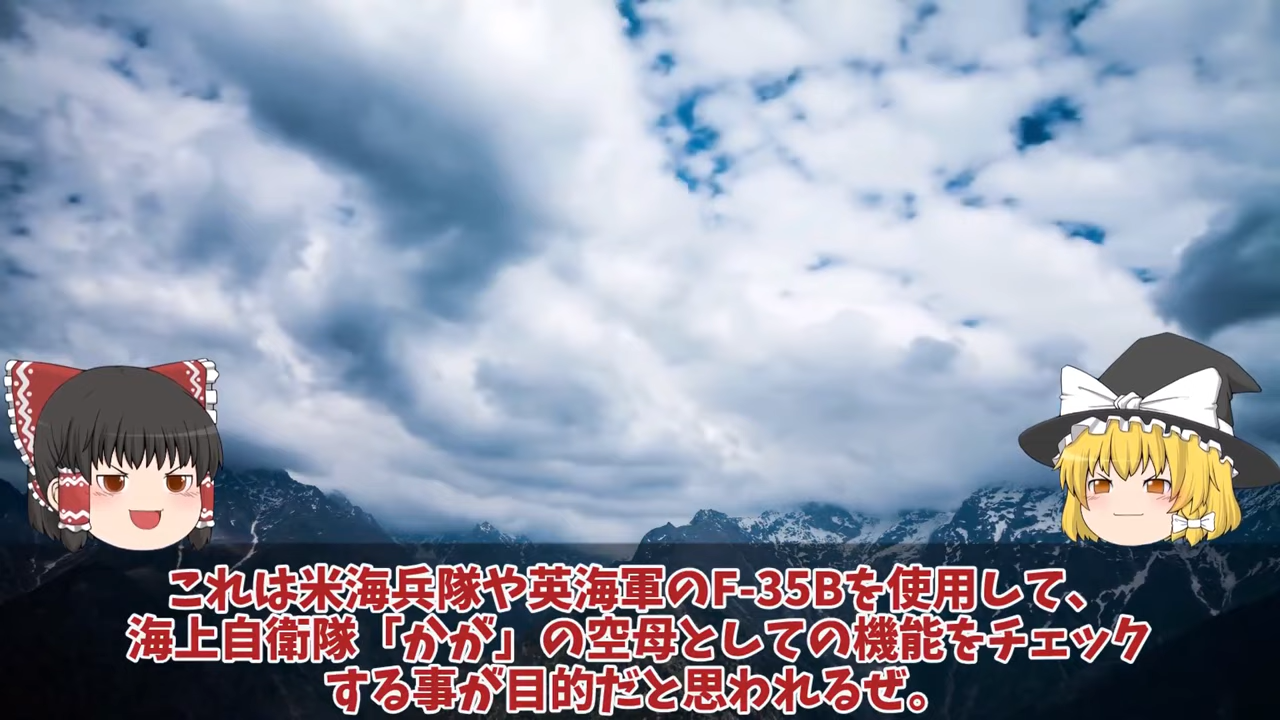 これは米海兵隊や英海軍のF-35Bを使用して、
海上自衛隊「かが」の空母としての機能をチェック
する事が目的だと思われるぜ。